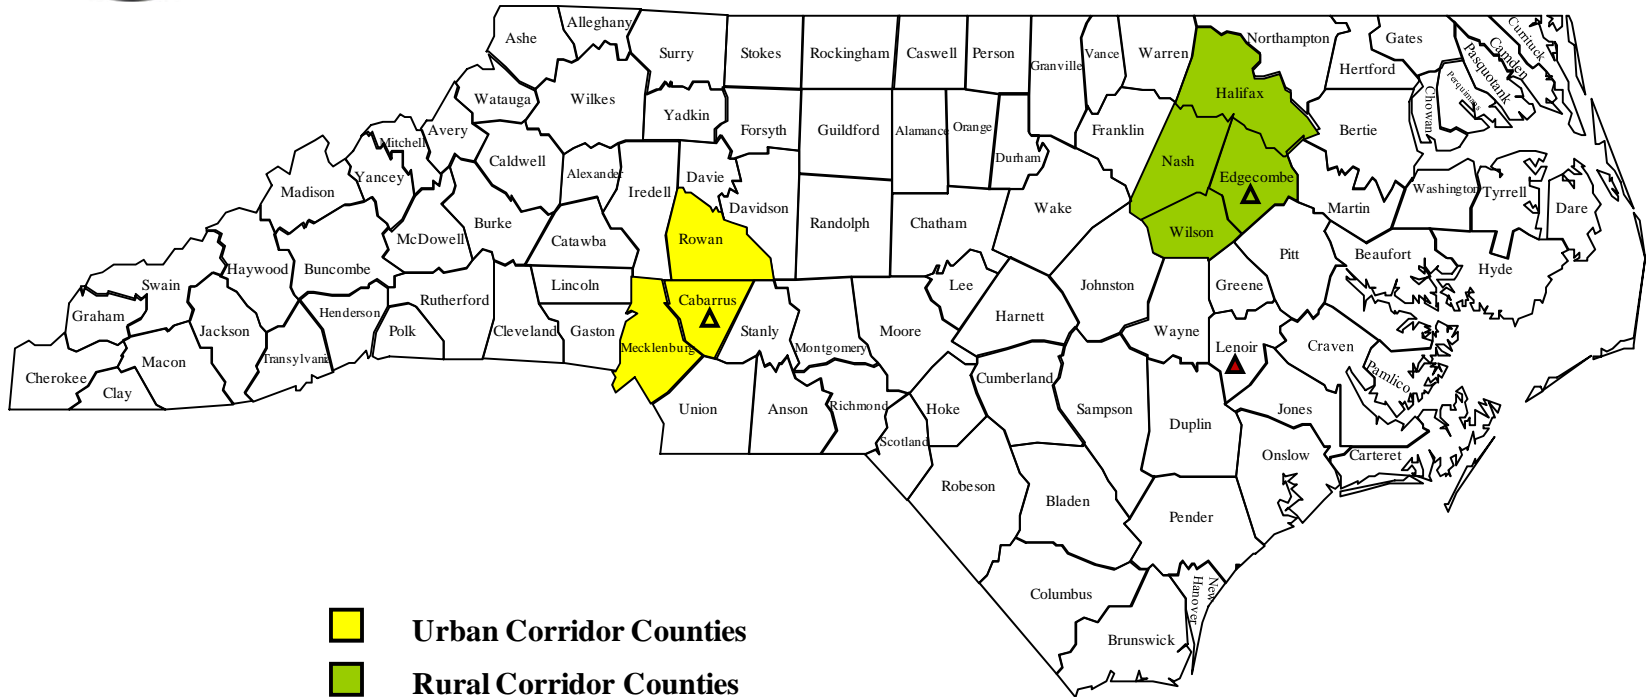 Alleghany
Ashe
Surry
Stokes
Rockingham
Caswell
Person
Granville
Vance
Warren
Northampton
Gates
Currituck
Camden
Pasquotank
Perquimans
Hertford
Chowan
Watauga
Wilkes
Yadkin
Forsyth
Guildford
Alamance
Orange
Durham
Franklin
Halifax
Bertie
Mitchell
Avery
Caldwell
Alexander
Iredell
Davie
Nash
Edgecombe
Madison
Yancey
Davidson
Randolph
Chatham
Wake
Wilson
Martin
Washington
Tyrrell
Dare
McDowell
Burke
Catawba
Rowan
Swain
Haywood
Buncombe
Rutherford
Lincoln
Cabarrus
Lee
Johnston
Greene
Pitt
Beaufort
Hyde
Graham
Jackson
Henderson
Polk
Cleveland
Gaston
Mecklenburg
Stanly
Montgomery
Moore
Harnett
Wayne
Lenoir
Craven
Pamlico
Cherokee
Clay
Macon
Transylvania
Union
Anson
Richmond
Scotland
Hoke
Cumberland
Sampson
Duplin
Jones
Onslow
Carteret
Robeson
Bladen
Pender
Columbus
New
Hanover
Brunswick
Urban Corridor Counties
Rural Corridor Counties